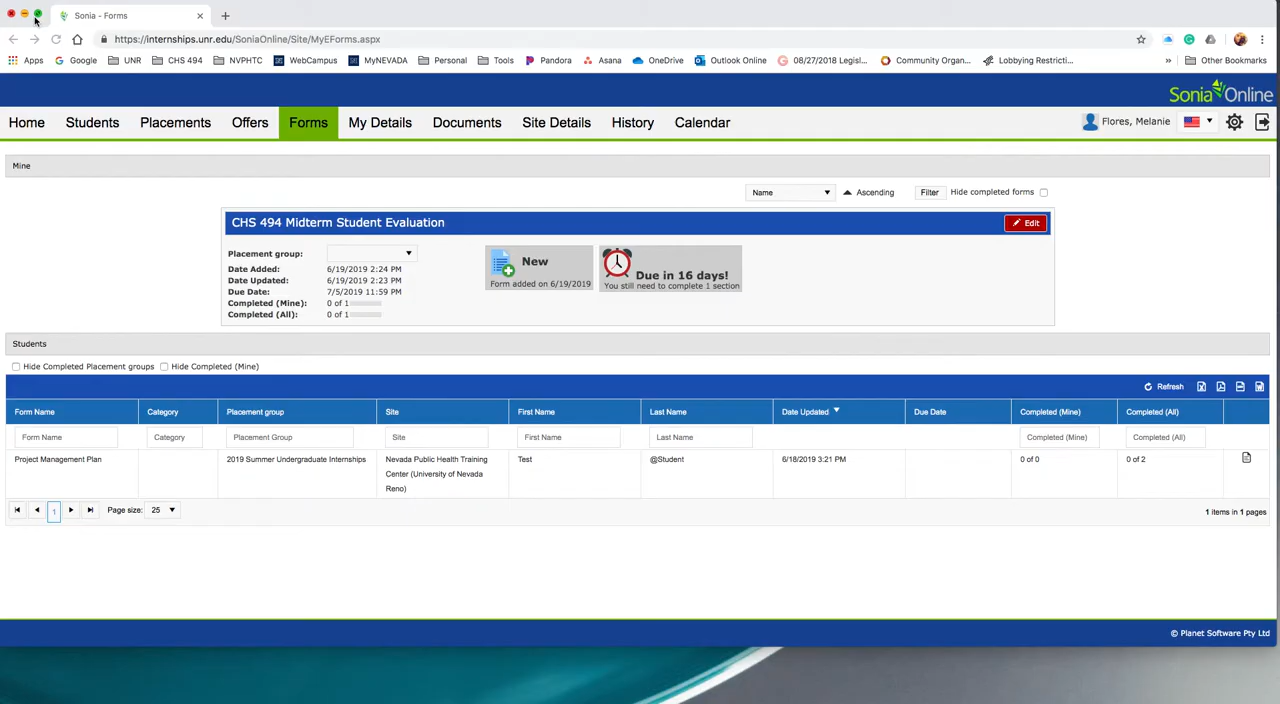 Sonia - Forms
https://internships.unr.edu/SoniaOnline/Site/MyEForms.aspx
Apps Google UNR CHS 494 NVPHTC WebCampus MyNEVADA Personal Tools Pandora Asana OneDrive Outlook Online 08/27/2018 Legisl... Community Organ... Lobbying Restricti... » Other Bookmarks
Sonia Online
Home Students Placements Offers Forms My Details Documents Site Details History Calendar Flores, Melanie
Mine
Name Ascending Filter Hide completed forms
CHS 494 Midterm Student Evaluation Edit
Placement group:
Date Added: 6/19/2019 2:24 PM
Date Updated: 6/19/2019 2:23 PM
Due Date: 7/5/2019 11:59 PM
Completed (Mine): 0 of 1
Completed (All): 0 of 1
New
Form added on 6/19/2019
Due in 16 days!
You still need to complete 1 section
Students
Hide Completed Placement groups Hide Completed (Mine)
Refresh
Form Name Category Placement group Site First Name Last Name Date Updated Due Date Completed (Mine) Completed (All)
Form Name Category Placement Group Site First Name Last Name Completed (Mine) Completed (All)
Project Management Plan 2019 Summer Undergraduate Internships Nevada Public Health Training Test @Student 6/18/2019 3:21 PM 0 of 0 0 of 2
Center (University of Nevada
Reno)
1 Page size: 25 1 items in 1 pages
© Planet Software Pty Ltd